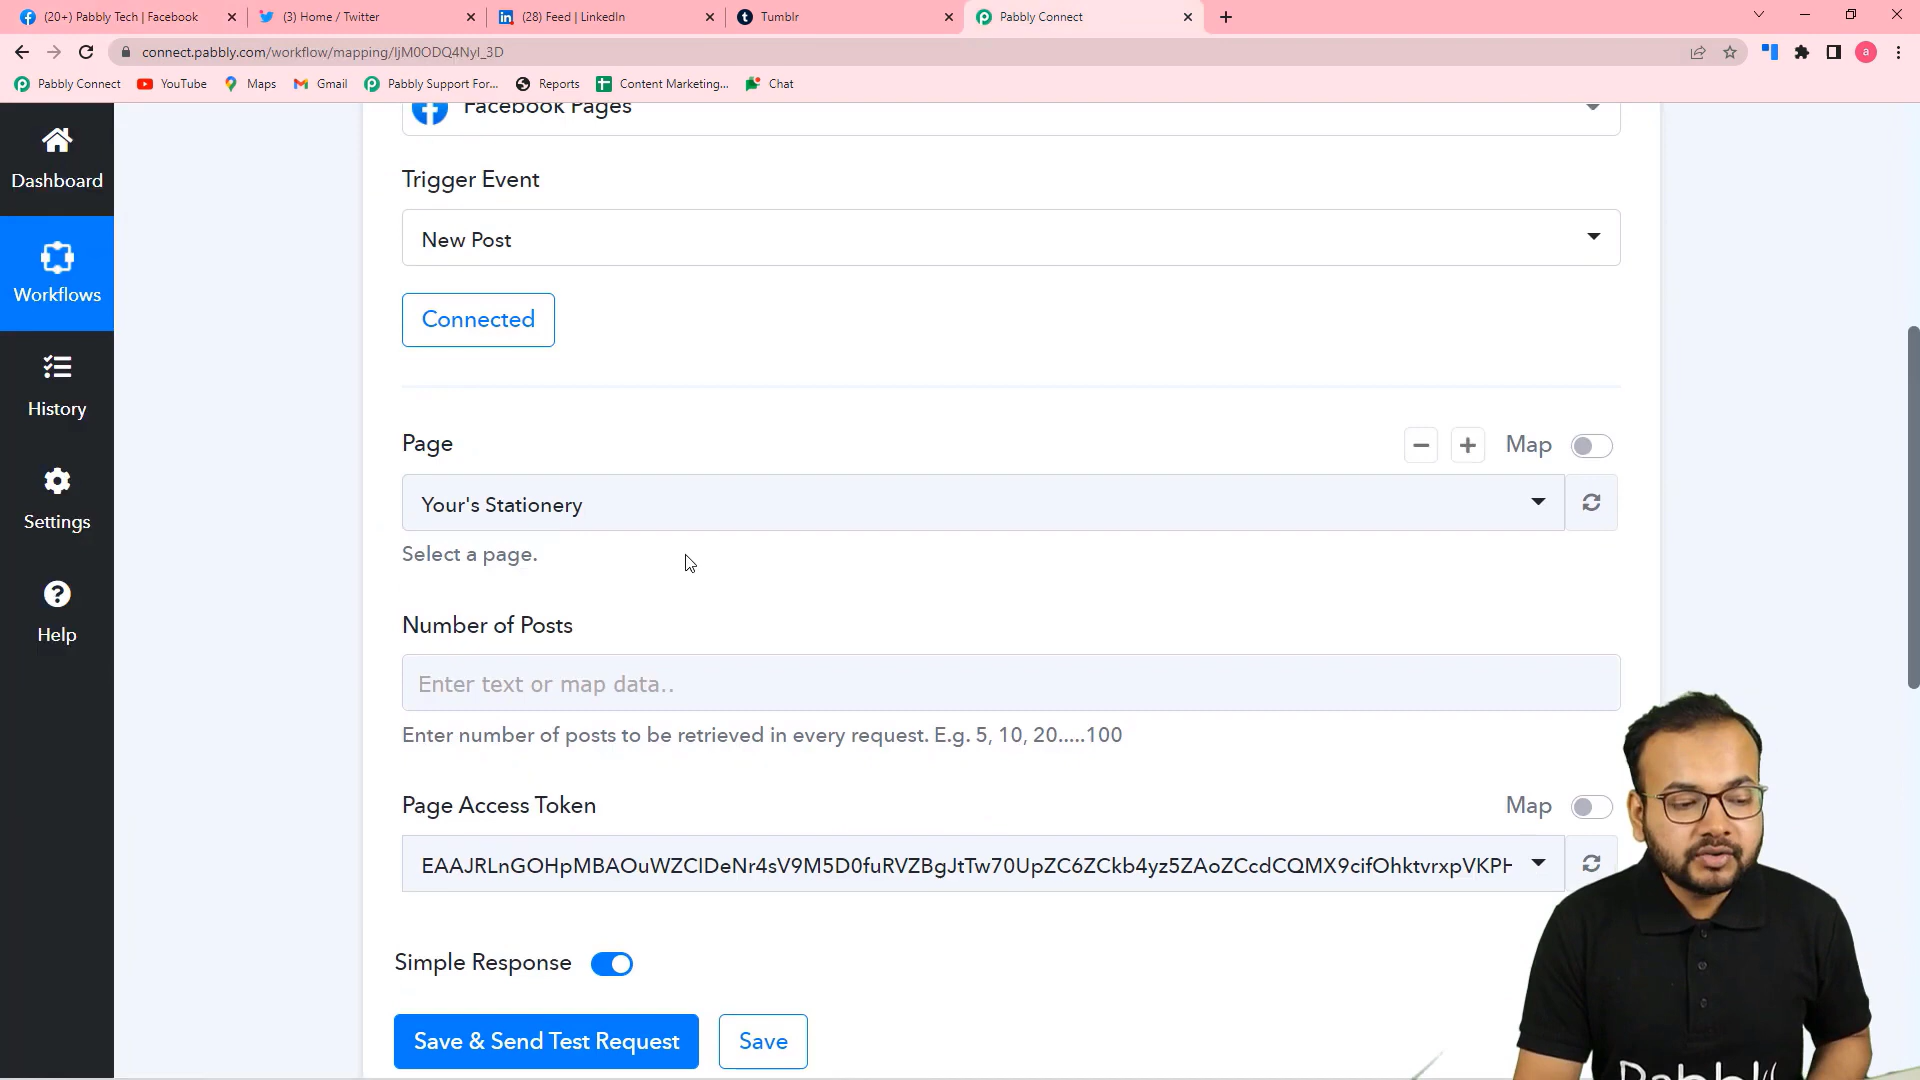 (20+) Pabbly Tech | Facebook
(3) Home / Twitter
(28) Feed | LinkedIn
Tumblr
Pabbly Connect
connect.pabbly.com/workflow/mapping/IjM0ODQ4NyI_3D
a
Pabbly Connect
YouTube
Maps
Gmail
Pabbly Support For...
Reports
Content Marketing...
Chat
Dashboard
Workflows
History
Settings
Help
Facebook Pages
Trigger Event
New Post
Connected
Page
Map
Your's Stationery
Select a page.
Number of Posts
Enter text or map data..
Enter number of posts to be retrieved in every request. E.g. 5, 10, 20.....100
Page Access Token
Map
EAAJRLnGOHpMBAOuWZCIDeNr4sV9M5D0fuRVZBgJtTw70UpZC6ZCkb4yz5ZAoZCcdCQMX9cifOhktvrxpVKPH
Simple Response
Save & Send Test Request
Save
Pabbly